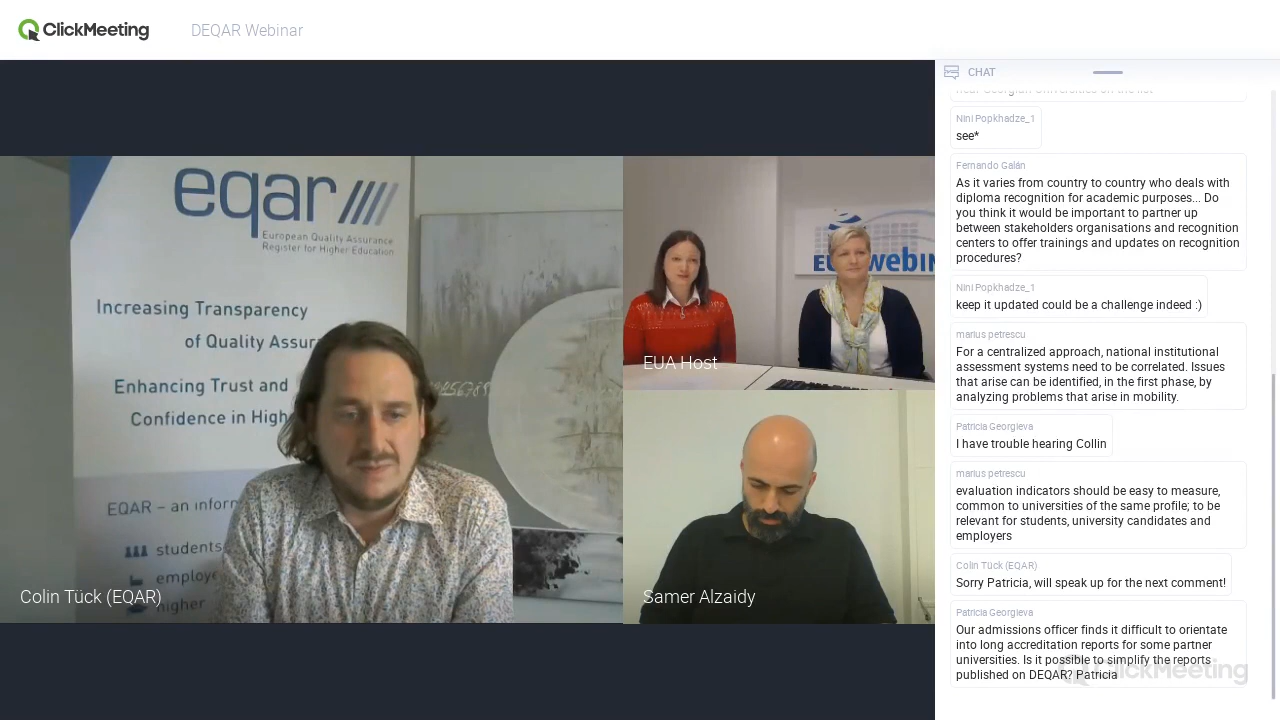 ClickMeeting
DEQAR Webinar
eqar
European Quality Assurance
Register for Higher Education
Increasing Transparency
of Quality Assur
Enhancing Trust and
Confidence in High
EQAR – an inform
students
employe
higher
Colin Tück (EQAR)
EUA Host
Samer Alzaidy
CHAT
Nini Popkhadze_1
see*
Fernando Galán
As it varies from country to country who deals with
diploma recognition for academic purposes... Do
you think it would be important to partner up
between stakeholders organisations and recognition
centers to offer trainings and updates on recognition
procedures?
Nini Popkhadze_1
keep it updated could be a challenge indeed :)
marius petrescu
For a centralized approach, national institutional
assessment systems need to be correlated. Issues
that arise can be identified, in the first phase, by
analyzing problems that arise in mobility.
Patricia Georgieva
I have trouble hearing Collin
marius petrescu
evaluation indicators should be easy to measure,
common to universities of the same profile; to be
relevant for students, university candidates and
employers
Colin Tück (EQAR)
Sorry Patricia, will speak up for the next comment!
Patricia Georgieva
Our admissions officer finds it difficult to orientate
into long accreditation reports for some partner
universities. Is it possible to simplify the reports
published on DEQAR? Patricia
ClickMeeting